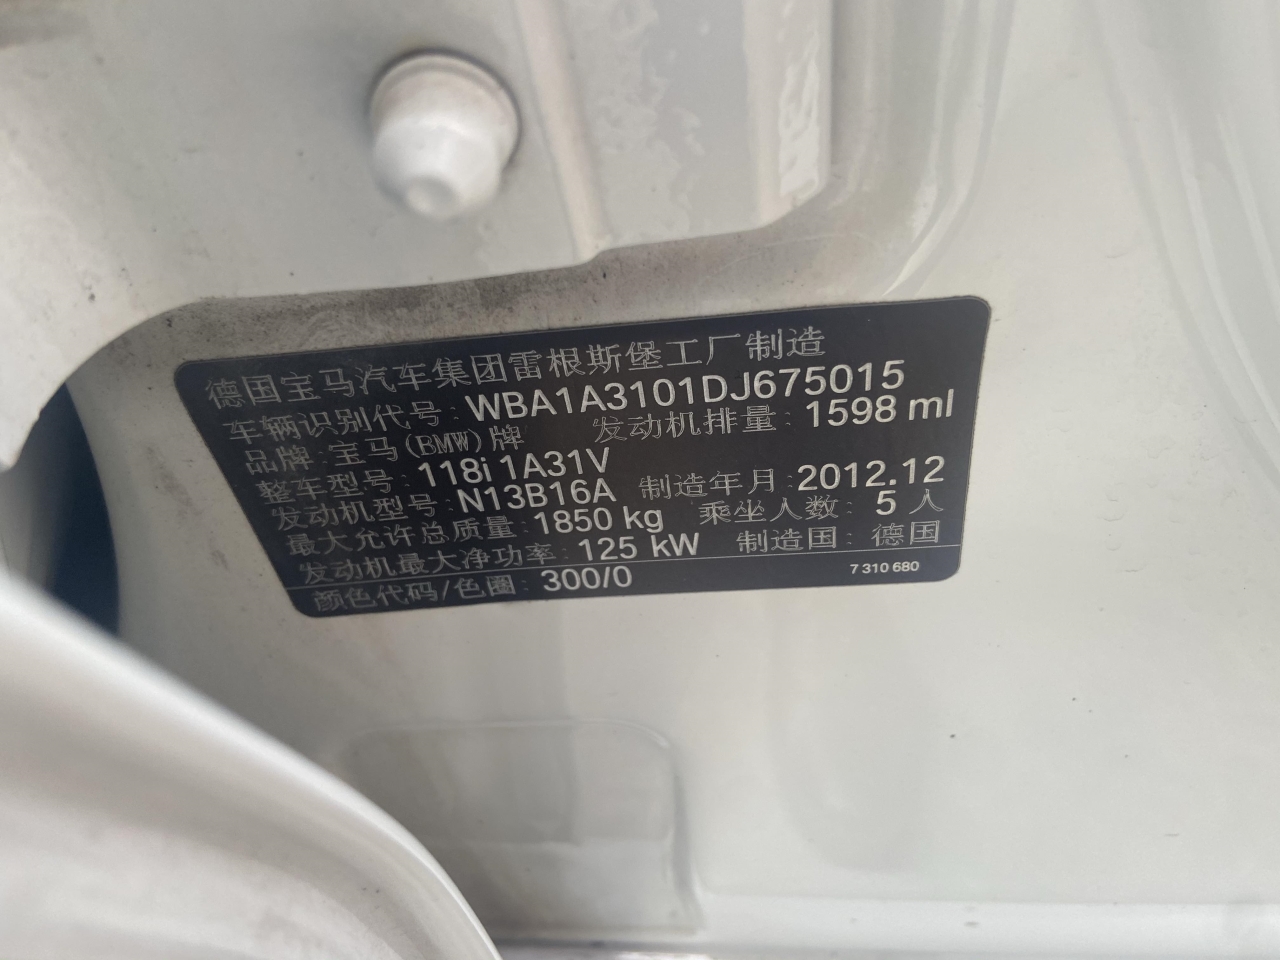 德国宝马汽车集团雷根斯堡工厂制造
车辆识别代号: WBA1A3101DJ675015
品牌: 宝马(BMW)牌 发动机排量: 1598 ml
整车型号: 118i 1A31V
发动机型号: N13B16A 制造年月: 2012.12
最大允许总质量: 1850 kg 乘坐人数: 5 人
发动机最大净功率: 125 kW 制造国: 德国
颜色代码/色圈: 300/0 7 310 680